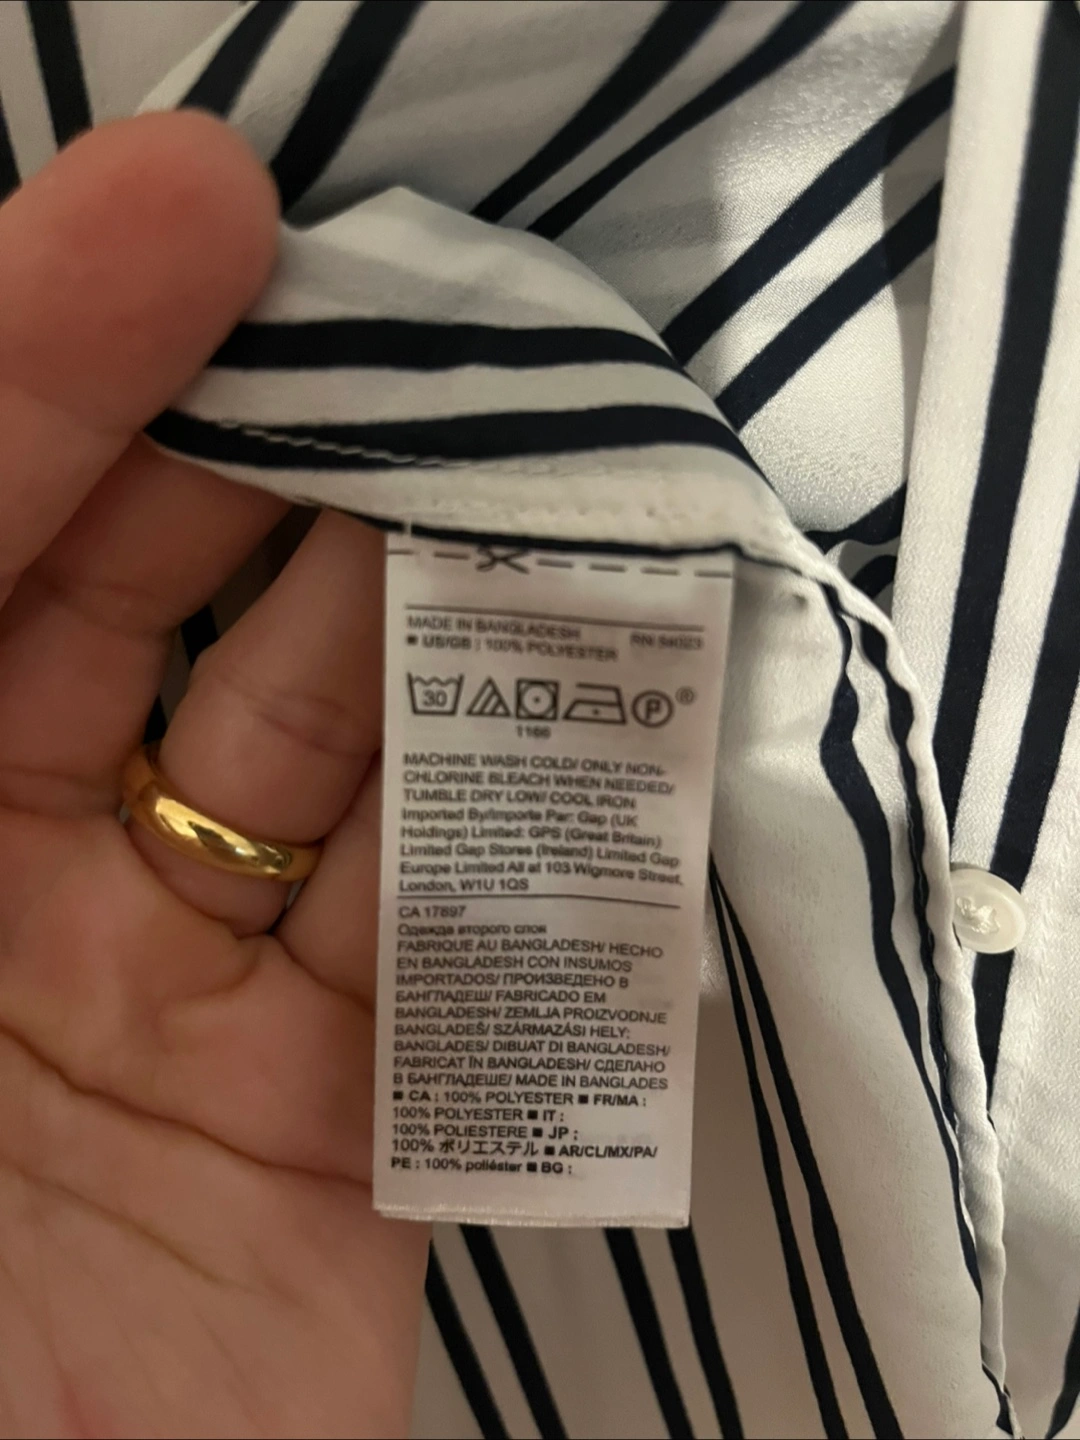 MADE IN BANGLADESH RN 54023
■ US/GB : 100% POLYESTER
30 P ®
1166
MACHINE WASH COLD/ ONLY NON-
CHLORINE BLEACH WHEN NEEDED/
TUMBLE DRY LOW/ COOL IRON
Imported By/Importe Par: Gap (UK
Holdings) Limited: GPS (Great Britain)
Limited Gap Stores (Ireland) Limited Gap
Europe Limited All at 103 Wigmore Street,
London, W1U 1QS
CA 17897
Одежда второго слоя
FABRIQUE AU BANGLADESH/ HECHO
EN BANGLADESH CON INSUMOS
IMPORTADOS/ ПРОИЗВЕДЕНО В
БАНГЛАДЕШ/ FABRICADO EM
BANGLADESH/ ZEMLJA PROIZVODNJE
BANGLADEŠ/ SZÁRMAZÁSI HELY:
BANGLADES/ DIBUAT DI BANGLADESH/
FABRICAT ÎN BANGLADESH/ СДЕЛАНО
В БАНГЛАДЕШЕ/ MADE IN BANGLADES
■ CA : 100% POLYESTER ■ FR/MA :
100% POLYESTER ■ IT :
100% POLIESTERE ■ JP :
100% ポリエステル ■ AR/CL/MX/PA/
PE : 100% poliéster ■ BG :